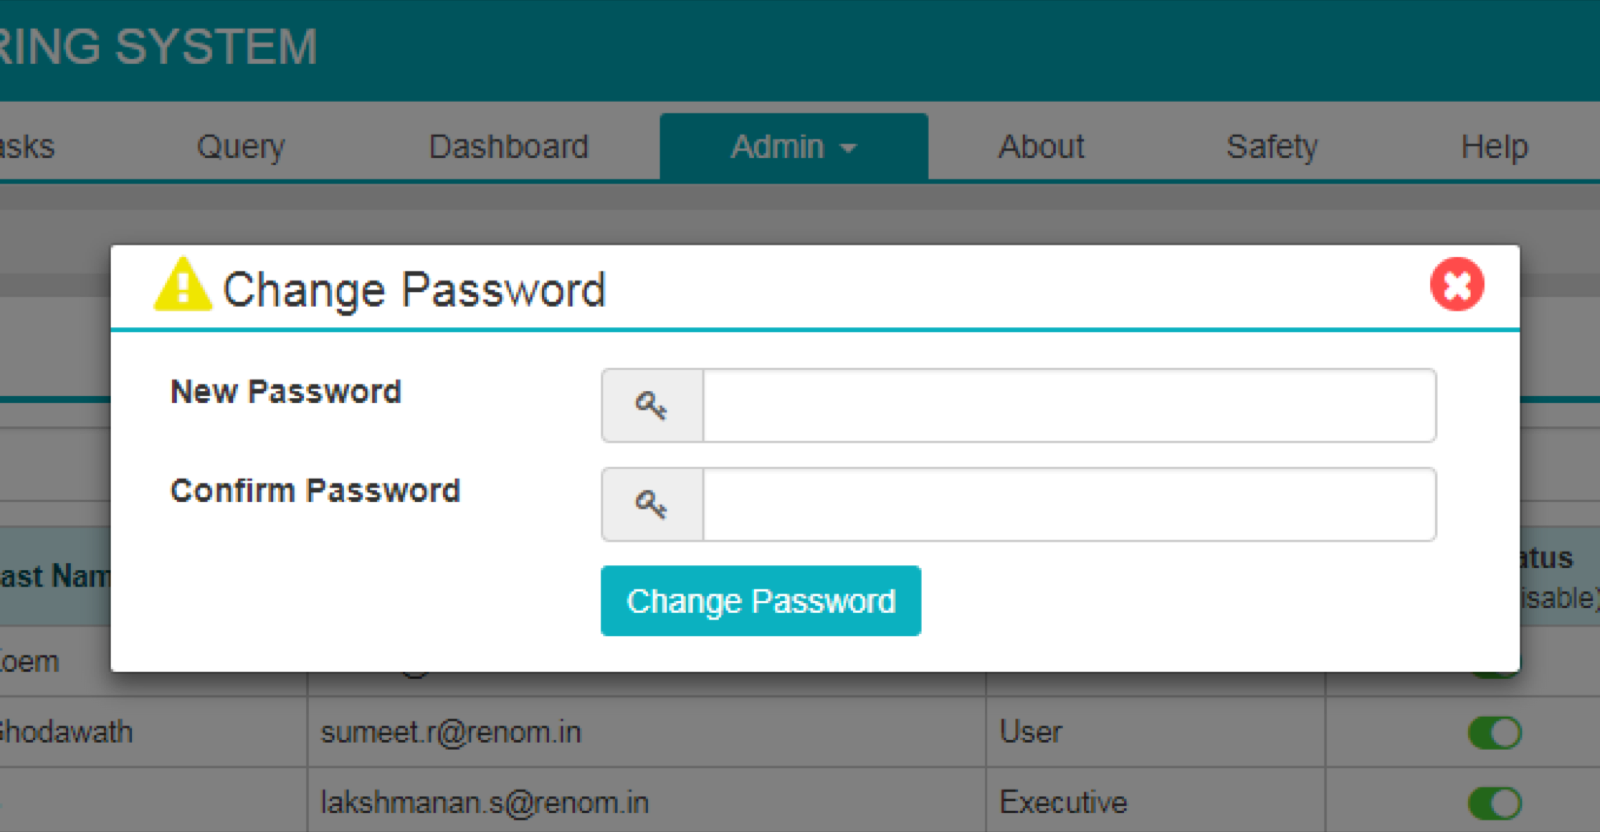 RING SYSTEM
asks Query Dashboard Admin About Safety Help
Change Password
New Password
Confirm Password
Change Password
ast Nam atus
isable)
oem
hodawath sumeet.r@renom.in User
lakshmanan.s@renom.in Executive